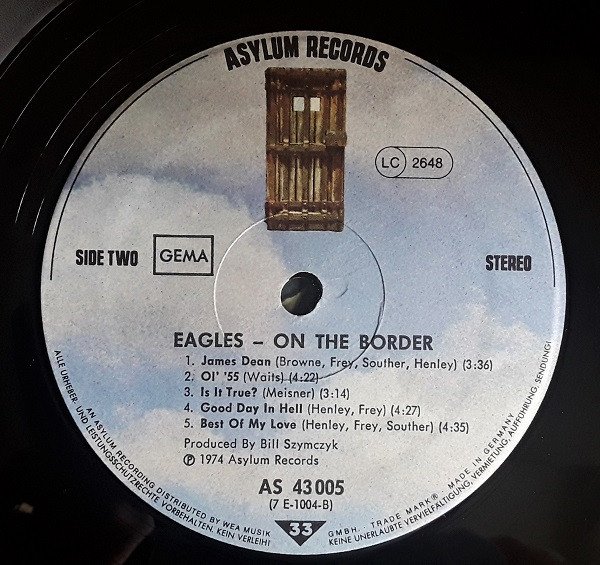 ASYLUM RECORDS
LC 2648
SIDE TWO GEMA STEREO
EAGLES – ON THE BORDER
1. James Dean (Browne, Frey, Souther, Henley) (3:36)
2. Ol' '55 (Waits) (4:22)
3. Is It True? (Meisner) (3:14)
4. Good Day In Hell (Henley, Frey) (4:27)
5. Best Of My Love (Henley, Frey, Souther) (4:35)
Produced By Bill Szymczyk
℗ 1974 Asylum Records
AS 43 005
(7 E-1004-B)
33
AN ASYLUM RECORDING DISTRIBUTED BY WEA MUSIK GMBH. · TRADE MARK® MADE IN GERMANY
ALLE URHEBER- UND LEISTUNGSSCHUTZRECHTE VORBEHALTEN. KEIN VERLEIH! KEINE UNERLAUBTE VERVIELFÄLTIGUNG, VERMIETUNG, AUFFÜHRUNG, SENDUNG!